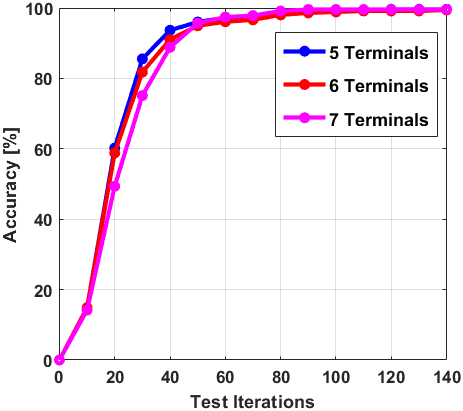 Accuracy [%]
100
80
60
40
20
0
5 Terminals
6 Terminals
7 Terminals
0 20 40 60 80 100 120 140
Test Iterations